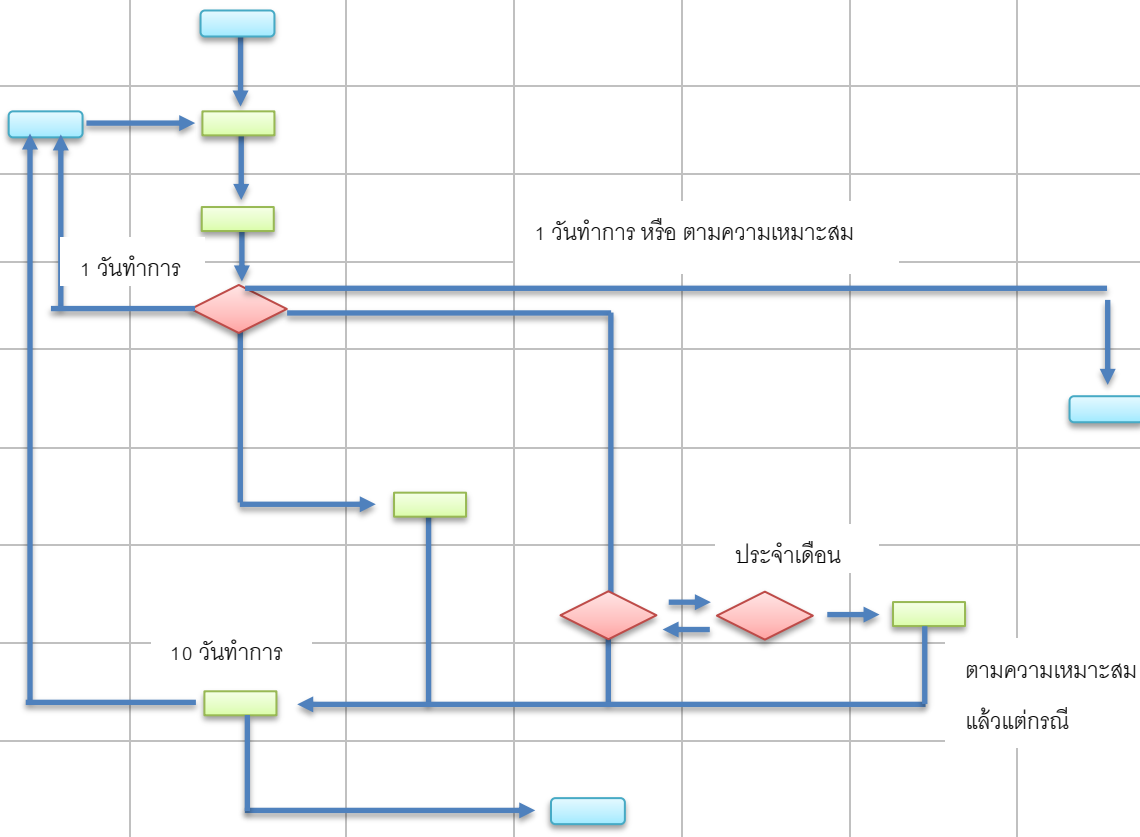 1 วันทำการ หรือ ตามความเหมาะสม
1 วันทำการ
ประจำเดือน
10 วันทำการ
ตามความเหมาะสม
แล้วแต่กรณี